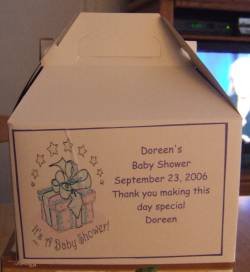 Doreen's
Baby Shower
September 23, 2006
Thank you making this
day special
Doreen
It's A Baby Shower!